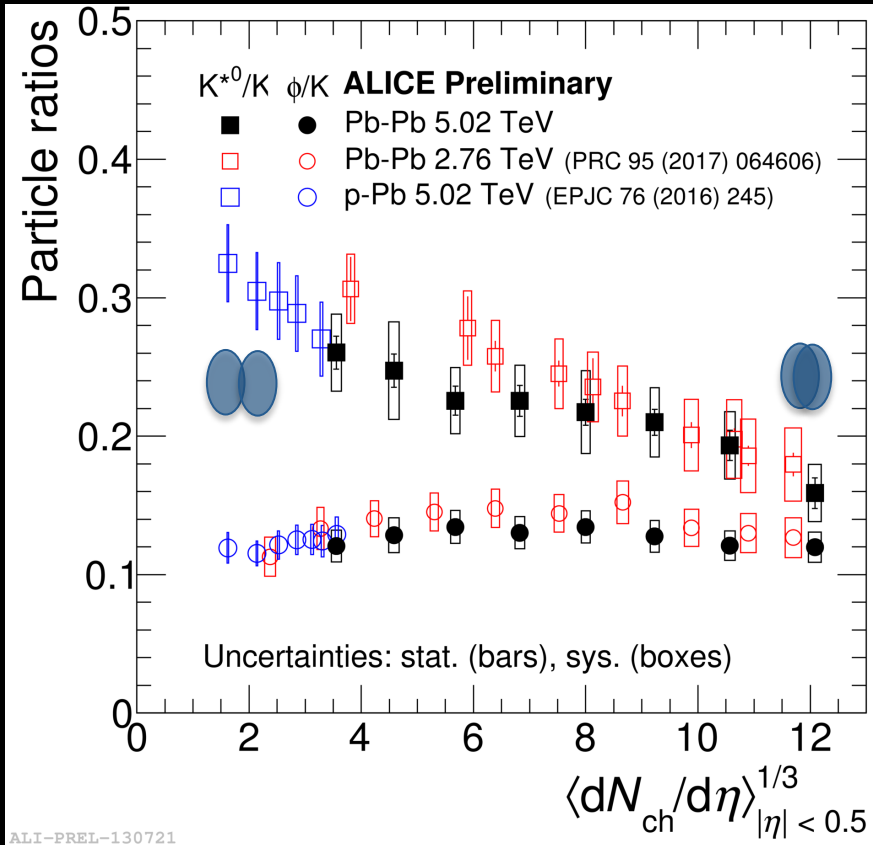 Particle ratios
0.5
0.4
0.3
0.2
0.1
0
K*0/K ϕ/K ALICE Preliminary
Pb-Pb 5.02 TeV
Pb-Pb 2.76 TeV (PRC 95 (2017) 064606)
p-Pb 5.02 TeV (EPJC 76 (2016) 245)
Uncertainties: stat. (bars), sys. (boxes)
0 2 4 6 8 10 12
⟨dNch/dη⟩1/3|η| < 0.5
ALI-PREL-130721